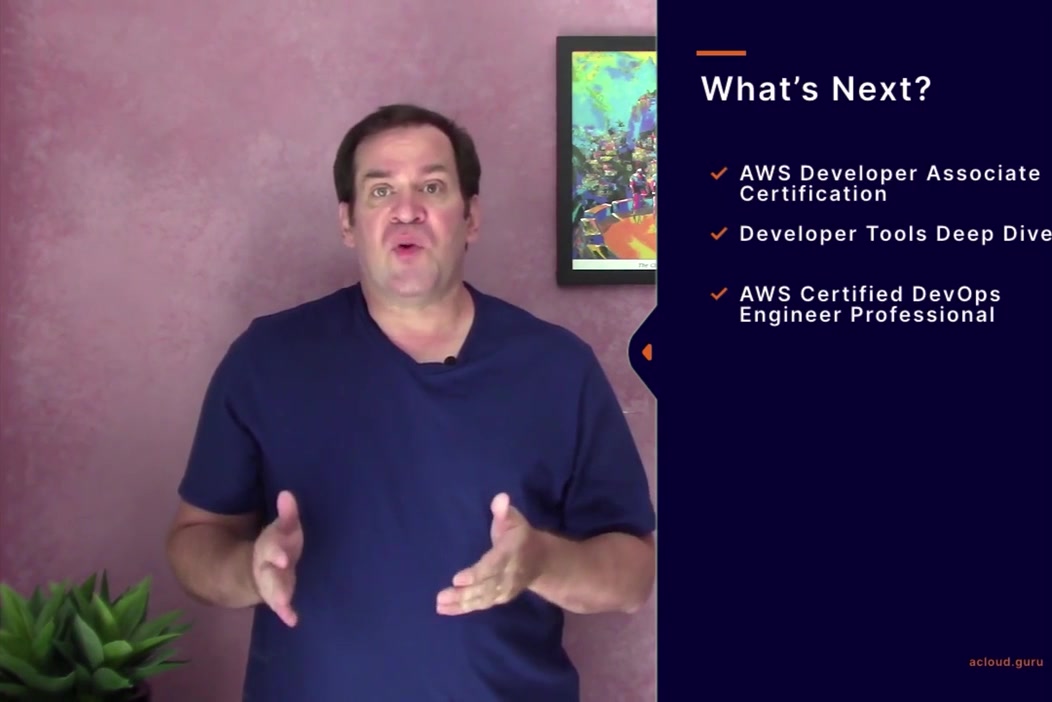 What's Next?
AWS Developer Associate
Certification
Developer Tools Deep Dive
AWS Certified DevOps
Engineer Professional
acloud.guru